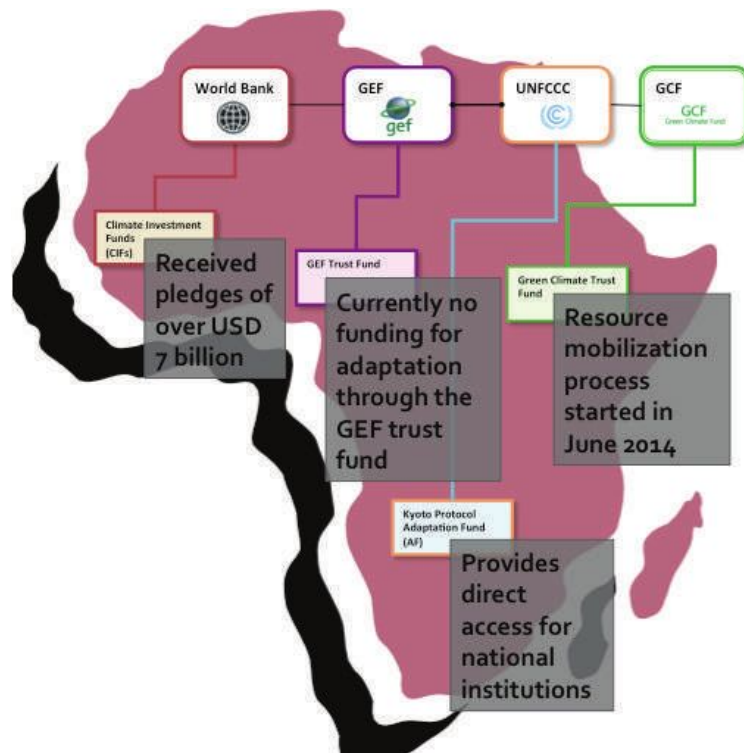 World Bank
GEF
gef
UNFCCC
GCF
GCF
Green Climate Fund
Climate Investment
Funds
(CIFs)
Received
pledges of
over USD
7 billion
GEF Trust Fund
Currently no
funding for
adaptation
through the
GEF trust
fund
Green Climate Trust
Fund
Resource
mobilization
process
started in
June 2014
Kyoto Protocol
Adaptation Fund
(AF)
Provides
direct
access for
national
institutions